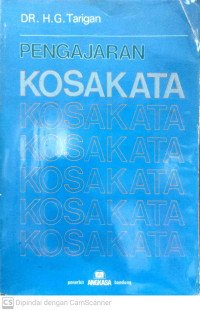 DR. H.G. Tarigan
PENGAJARAN
KOSAKATA
KOSAKATA
KOSAKATA
KOSAKATA
KOSAKATA
KOSAKATA
penerbit ANGKASA bandung
CS Dipindai dengan CamScanner